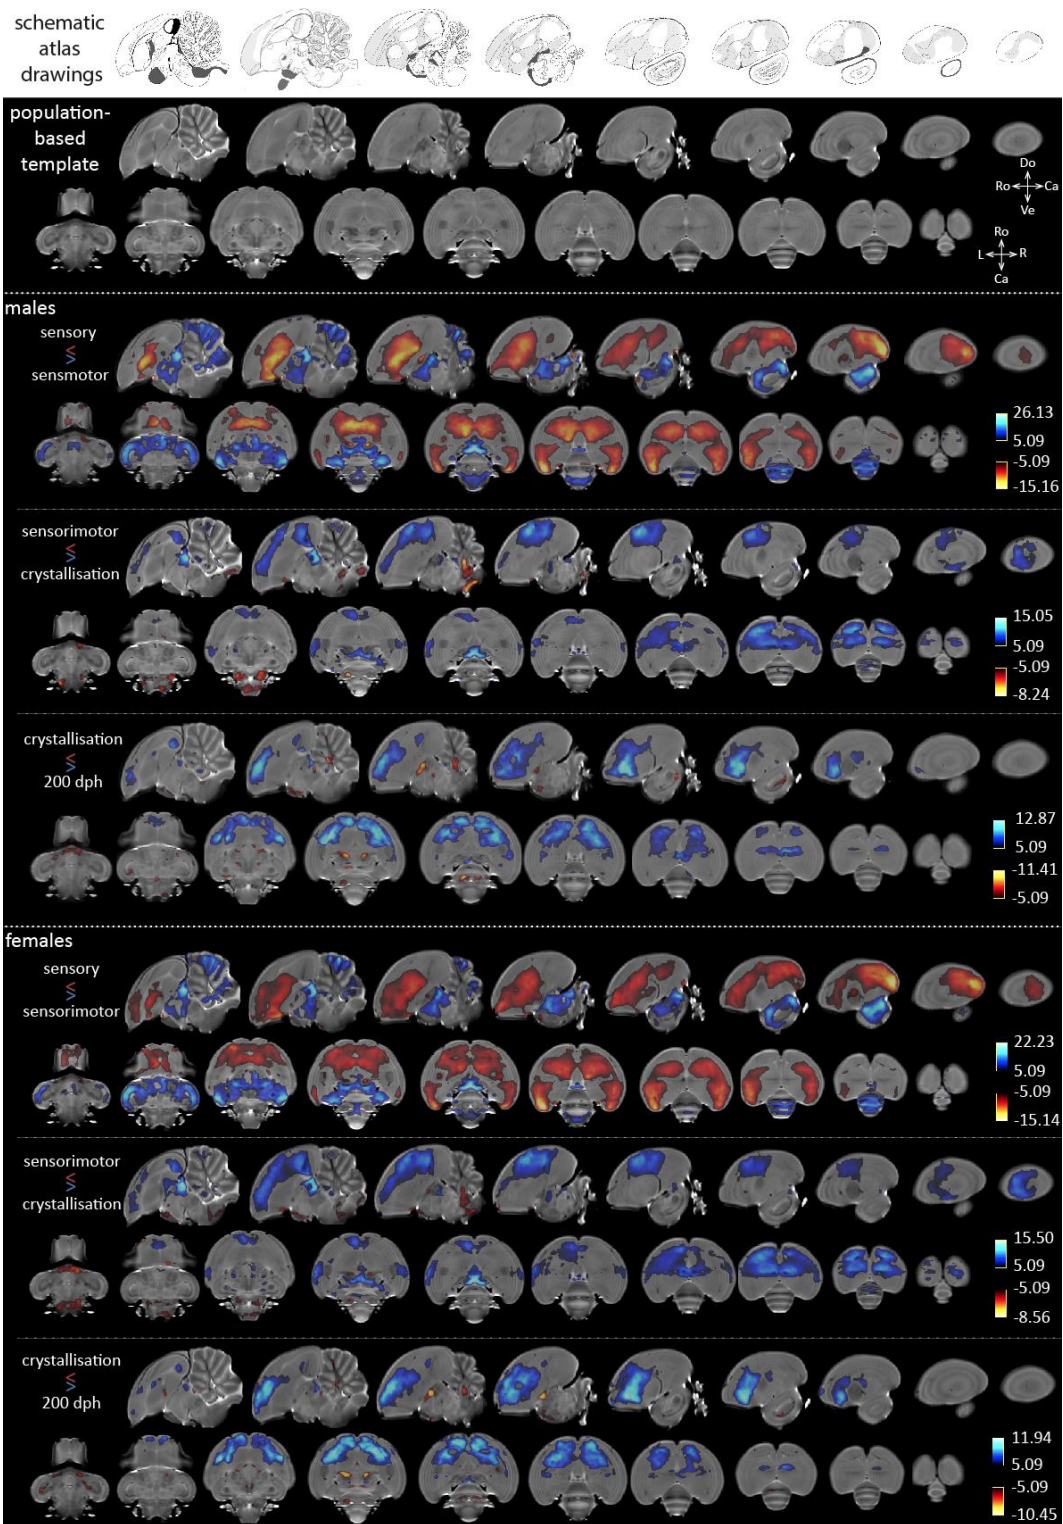 schematic
atlas
drawings
population-
based
template
Do
Ro Ca
Ve
Ro
L R
Ca
males
sensory
<
>
sensmotor
26.13
5.09
-5.09
-15.16
sensorimotor
<
>
crystallisation
15.05
5.09
-5.09
-8.24
crystallisation
<
>
200 dph
12.87
5.09
-11.41
-5.09
females
sensory
<
>
sensorimotor
22.23
5.09
-5.09
-15.14
sensorimotor
<
>
crystallisation
15.50
5.09
-5.09
-8.56
crystallisation
<
>
200 dph
11.94
5.09
-5.09
-10.45